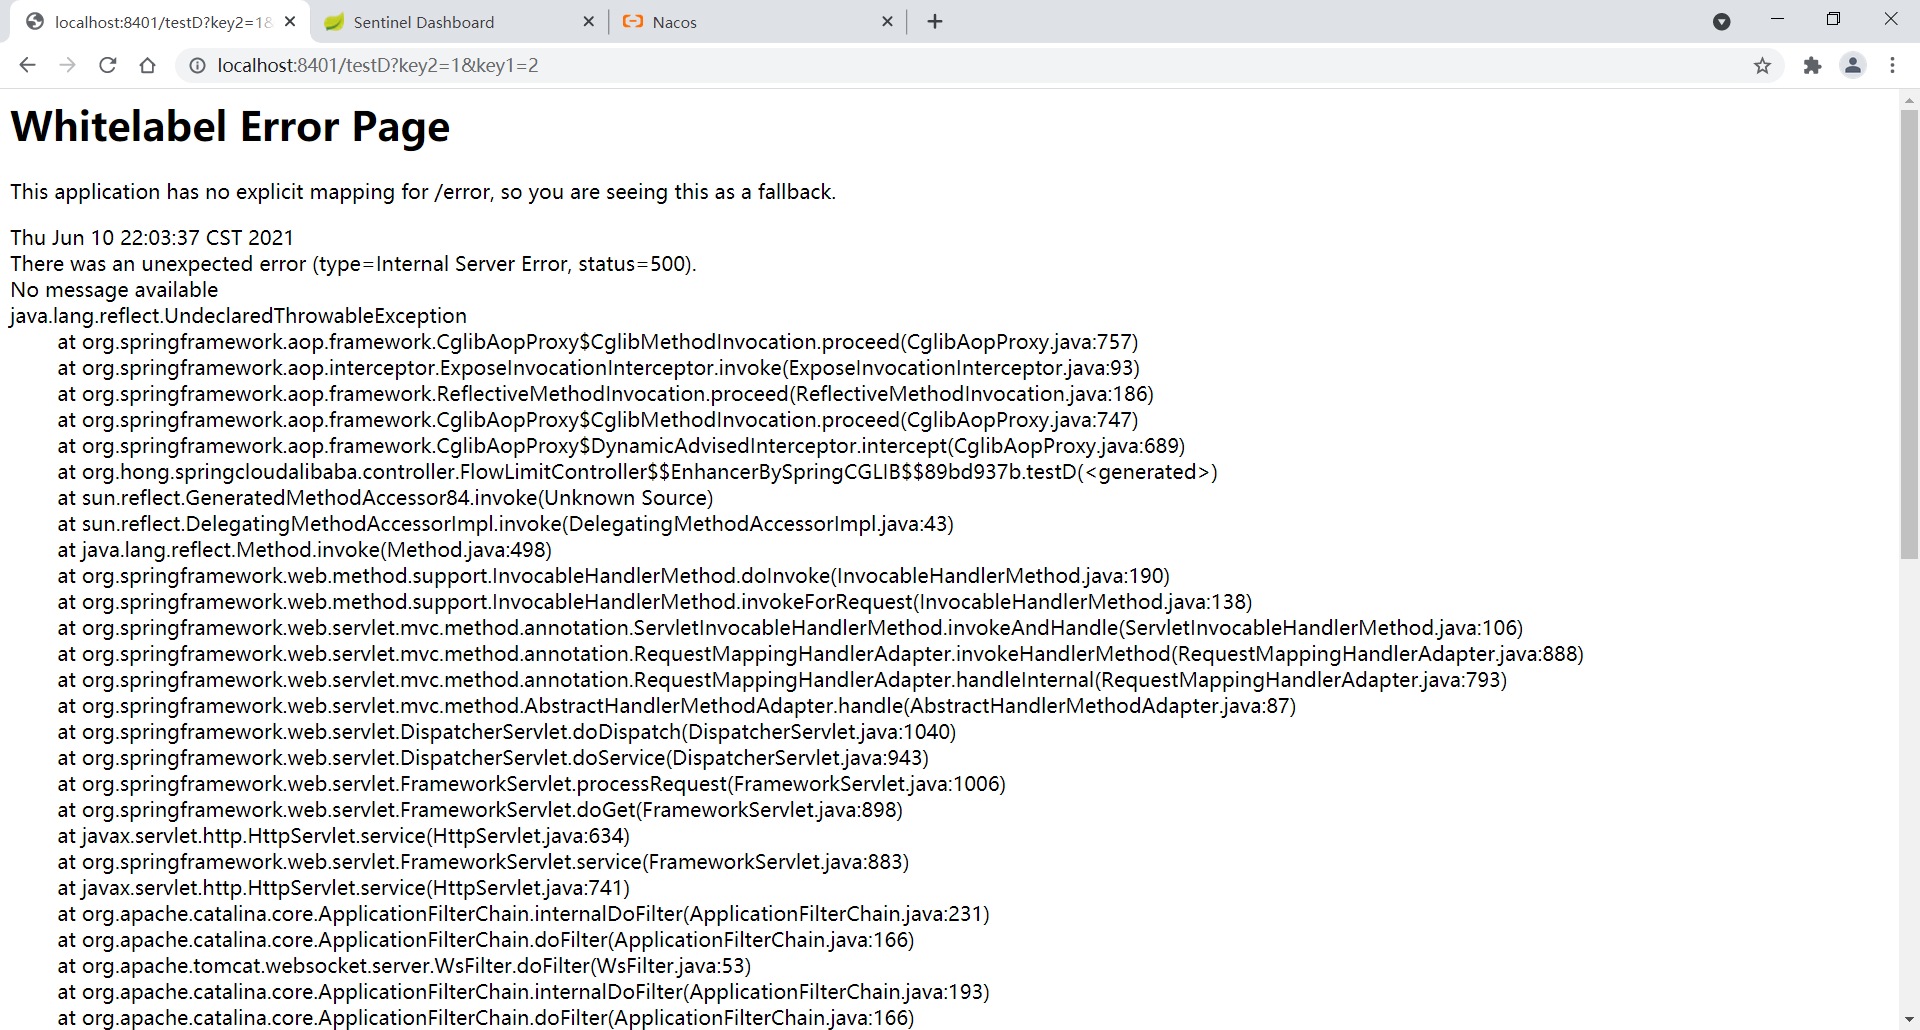 localhost:8401/testD?key2=1&
Sentinel Dashboard
Nacos
localhost:8401/testD?key2=1&key1=2
Whitelabel Error Page
This application has no explicit mapping for /error, so you are seeing this as a fallback.
Thu Jun 10 22:03:37 CST 2021
There was an unexpected error (type=Internal Server Error, status=500).
No message available
java.lang.reflect.UndeclaredThrowableException
at org.springframework.aop.framework.CglibAopProxy$CglibMethodInvocation.proceed(CglibAopProxy.java:757)
at org.springframework.aop.interceptor.ExposeInvocationInterceptor.invoke(ExposeInvocationInterceptor.java:93)
at org.springframework.aop.framework.ReflectiveMethodInvocation.proceed(ReflectiveMethodInvocation.java:186)
at org.springframework.aop.framework.CglibAopProxy$CglibMethodInvocation.proceed(CglibAopProxy.java:747)
at org.springframework.aop.framework.CglibAopProxy$DynamicAdvisedInterceptor.intercept(CglibAopProxy.java:689)
at org.hong.springcloudalibaba.controller.FlowLimitController$$EnhancerBySpringCGLIB$$89bd937b.testD(<generated>)
at sun.reflect.GeneratedMethodAccessor84.invoke(Unknown Source)
at sun.reflect.DelegatingMethodAccessorImpl.invoke(DelegatingMethodAccessorImpl.java:43)
at java.lang.reflect.Method.invoke(Method.java:498)
at org.springframework.web.method.support.InvocableHandlerMethod.doInvoke(InvocableHandlerMethod.java:190)
at org.springframework.web.method.support.InvocableHandlerMethod.invokeForRequest(InvocableHandlerMethod.java:138)
at org.springframework.web.servlet.mvc.method.annotation.ServletInvocableHandlerMethod.invokeAndHandle(ServletInvocableHandlerMethod.java:106)
at org.springframework.web.servlet.mvc.method.annotation.RequestMappingHandlerAdapter.invokeHandlerMethod(RequestMappingHandlerAdapter.java:888)
at org.springframework.web.servlet.mvc.method.annotation.RequestMappingHandlerAdapter.handleInternal(RequestMappingHandlerAdapter.java:793)
at org.springframework.web.servlet.mvc.method.AbstractHandlerMethodAdapter.handle(AbstractHandlerMethodAdapter.java:87)
at org.springframework.web.servlet.DispatcherServlet.doDispatch(DispatcherServlet.java:1040)
at org.springframework.web.servlet.DispatcherServlet.doService(DispatcherServlet.java:943)
at org.springframework.web.servlet.FrameworkServlet.processRequest(FrameworkServlet.java:1006)
at org.springframework.web.servlet.FrameworkServlet.doGet(FrameworkServlet.java:898)
at javax.servlet.http.HttpServlet.service(HttpServlet.java:634)
at org.springframework.web.servlet.FrameworkServlet.service(FrameworkServlet.java:883)
at javax.servlet.http.HttpServlet.service(HttpServlet.java:741)
at org.apache.catalina.core.ApplicationFilterChain.internalDoFilter(ApplicationFilterChain.java:231)
at org.apache.catalina.core.ApplicationFilterChain.doFilter(ApplicationFilterChain.java:166)
at org.apache.tomcat.websocket.server.WsFilter.doFilter(WsFilter.java:53)
at org.apache.catalina.core.ApplicationFilterChain.internalDoFilter(ApplicationFilterChain.java:193)
at org.apache.catalina.core.ApplicationFilterChain.doFilter(ApplicationFilterChain.java:166)